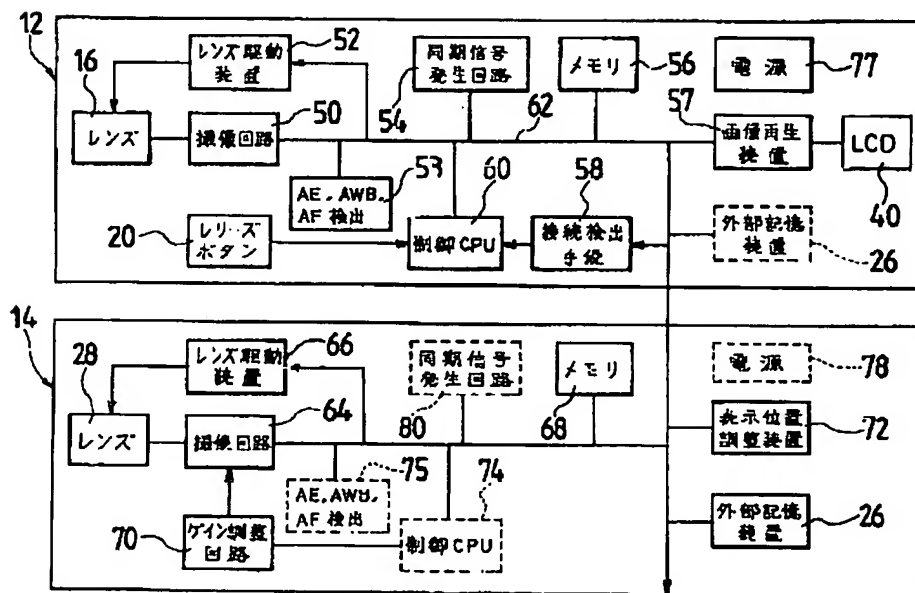 12
16
レンズ
レンズ駆動
装置
52
撮像回路
50
同期信号
発生回路
54
メモリ
56
62
電源
77
57
画像再生
装置
LCD
40
AE、AWB、
AF検出
53
60
制御CPU
58
接続検出
手段
外部記憶
装置
26
20
レリーズ
ボタン
14
28
レンズ
レンズ駆動
装置
66
撮像回路
64
同期信号
発生回路
80
メモリ
68
電源
78
表示位置
調整装置
72
AE、AWB、
AF検出
75
74
制御CPU
70
ゲイン調整
回路
外部記憶
装置
26